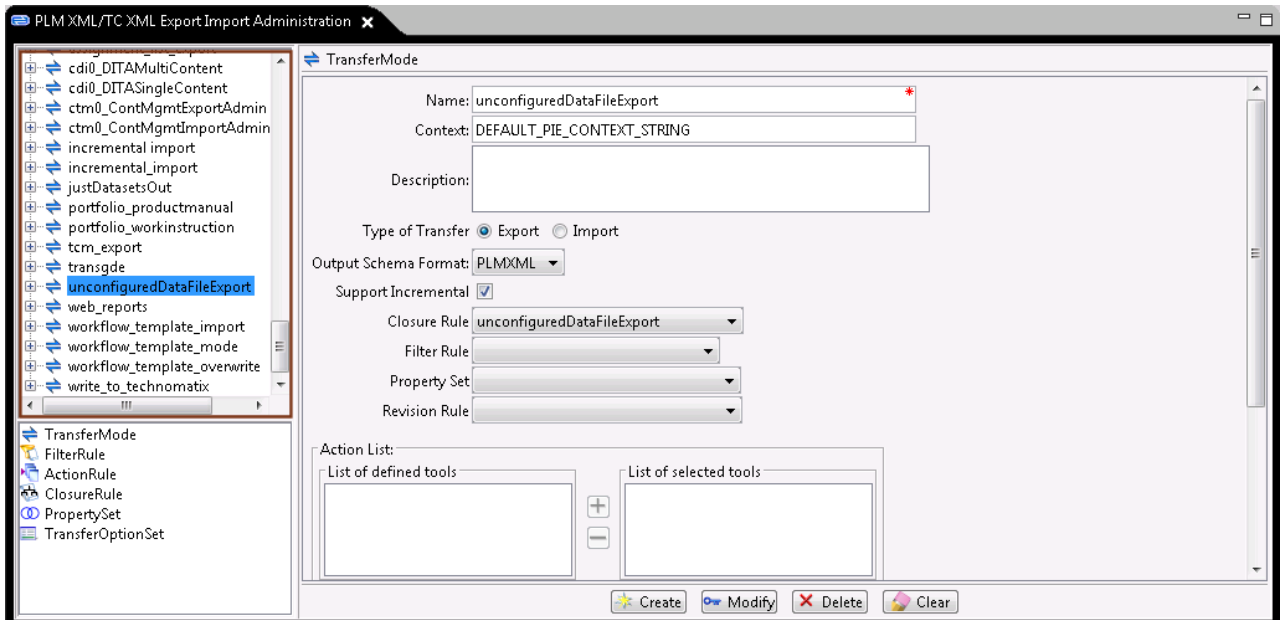 PLM XML/TC XML Export Import Administration
assignment_list_export
cdi0_DITAMultiContent
cdi0_DITASingleContent
ctm0_ContMgmtExportAdmin
ctm0_ContMgmtImportAdmin
incremental import
incremental_import
justDatasetsOut
portfolio_productmanual
portfolio_workinstruction
tcm_export
transgde
unconfiguredDataFileExport
web_reports
workflow_template_import
workflow_template_mode
workflow_template_overwrite
write_to_technomatix
TransferMode
FilterRule
ActionRule
ClosureRule
PropertySet
TransferOptionSet
TransferMode
Name: unconfiguredDataFileExport *
Context: DEFAULT_PIE_CONTEXT_STRING
Description:
Type of Transfer Export Import
Output Schema Format: PLMXML
Support Incremental
Closure Rule unconfiguredDataFileExport
Filter Rule
Property Set
Revision Rule
Action List:
List of defined tools List of selected tools
Create Modify Delete Clear